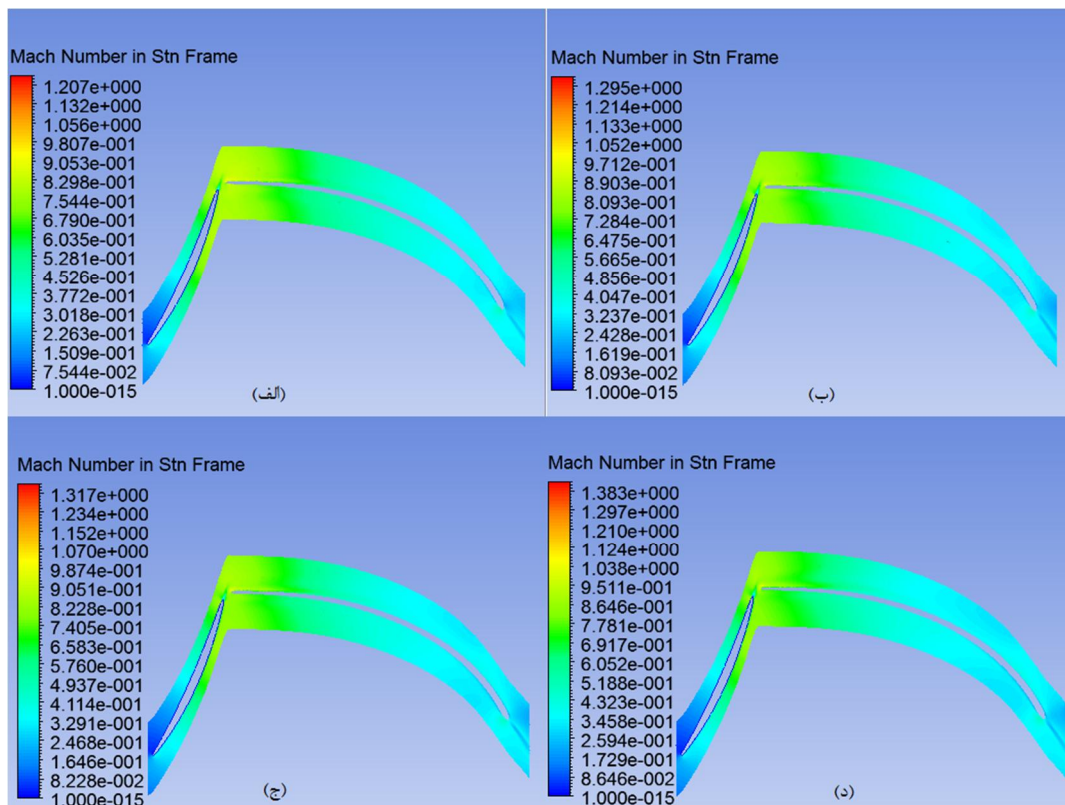 Mach Number in Stn Frame
1.207e+000
1.132e+000
1.056e+000
9.807e-001
9.053e-001
8.298e-001
7.544e-001
6.790e-001
6.035e-001
5.281e-001
4.526e-001
3.772e-001
3.018e-001
2.263e-001
1.509e-001
7.544e-002
1.000e-015
(الف)
Mach Number in Stn Frame
1.295e+000
1.214e+000
1.133e+000
1.052e+000
9.712e-001
8.903e-001
8.093e-001
7.284e-001
6.475e-001
5.665e-001
4.856e-001
4.047e-001
3.237e-001
2.428e-001
1.619e-001
8.093e-002
1.000e-015
(ب)
Mach Number in Stn Frame
1.317e+000
1.234e+000
1.152e+000
1.070e+000
9.874e-001
9.051e-001
8.228e-001
7.405e-001
6.583e-001
5.760e-001
4.937e-001
4.114e-001
3.291e-001
2.468e-001
1.646e-001
8.228e-002
1.000e-015
(ج)
Mach Number in Stn Frame
1.383e+000
1.297e+000
1.210e+000
1.124e+000
1.038e+000
9.511e-001
8.646e-001
7.781e-001
6.917e-001
6.052e-001
5.188e-001
4.323e-001
3.458e-001
2.594e-001
1.729e-001
8.646e-002
1.000e-015
(د)